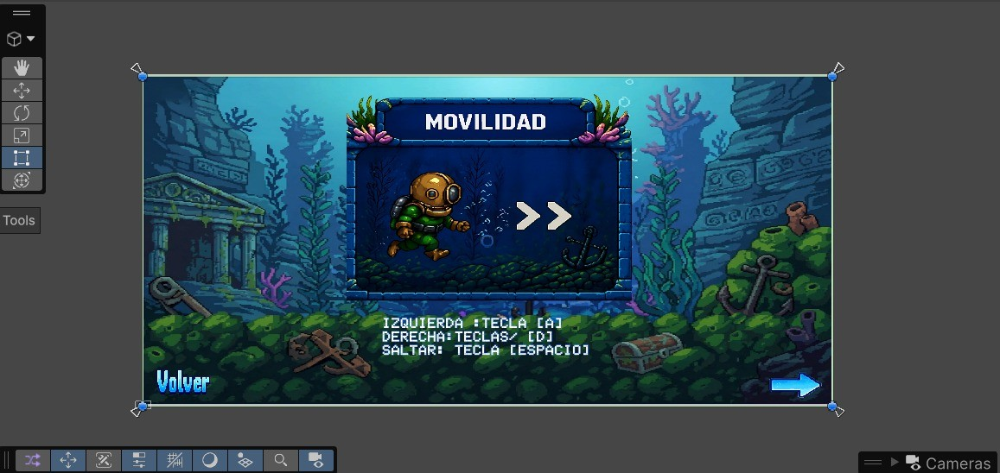 Tools
MOVILIDAD
IZQUIERDA :TECLA [A]
DERECHA:TECLAS/ [D]
SALTAR: TECLA [ESPACIO]
Volver
Cameras